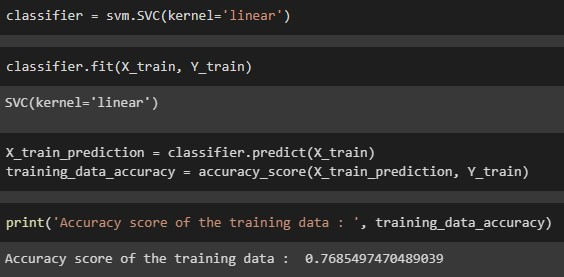 classifier = svm.SVC(kernel='linear')
classifier.fit(X_train, Y_train)
SVC(kernel='linear')
X_train_prediction = classifier.predict(X_train)
training_data_accuracy = accuracy_score(X_train_prediction, Y_train)
print('Accuracy score of the training data : ', training_data_accuracy)
Accuracy score of the training data :  0.7685497470489039